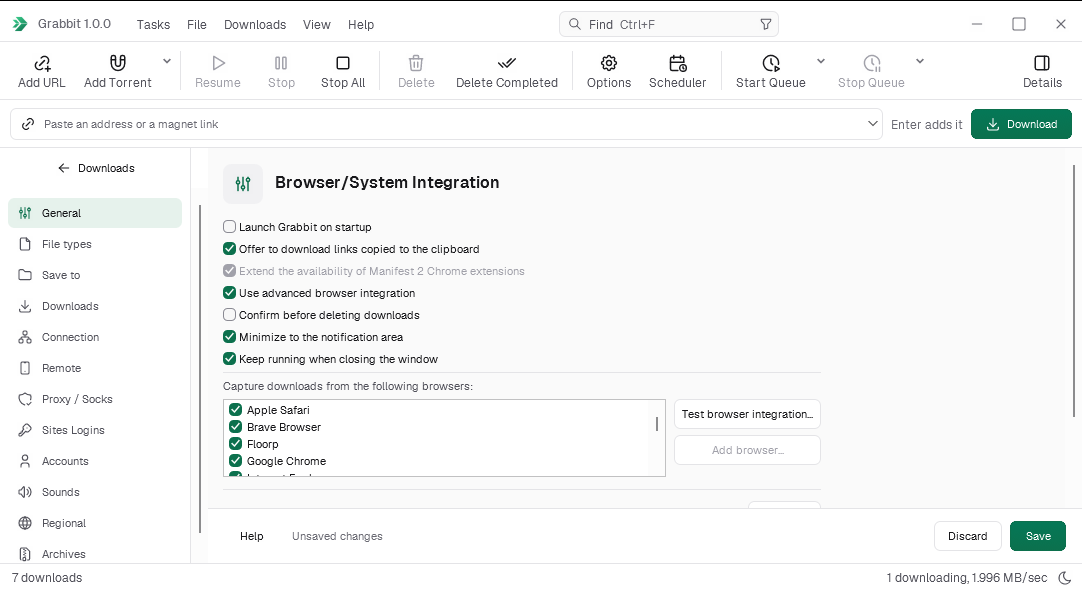 Grabbit 1.0.0 Tasks File Downloads View Help Find Ctrl+F
Add URL Add Torrent Resume Stop Stop All Delete Delete Completed Options Scheduler Start Queue Stop Queue Details
Paste an address or a magnet link Enter adds it Download
Downloads
General
File types
Save to
Downloads
Connection
Remote
Proxy / Socks
Sites Logins
Accounts
Sounds
Regional
Archives
Browser/System Integration
Launch Grabbit on startup
Offer to download links copied to the clipboard
Extend the availability of Manifest 2 Chrome extensions
Use advanced browser integration
Confirm before deleting downloads
Minimize to the notification area
Keep running when closing the window
Capture downloads from the following browsers:
Apple Safari
Brave Browser
Floorp
Google Chrome
Test browser integration...
Add browser...
Help Unsaved changes Discard Save
7 downloads 1 downloading, 1.996 MB/sec